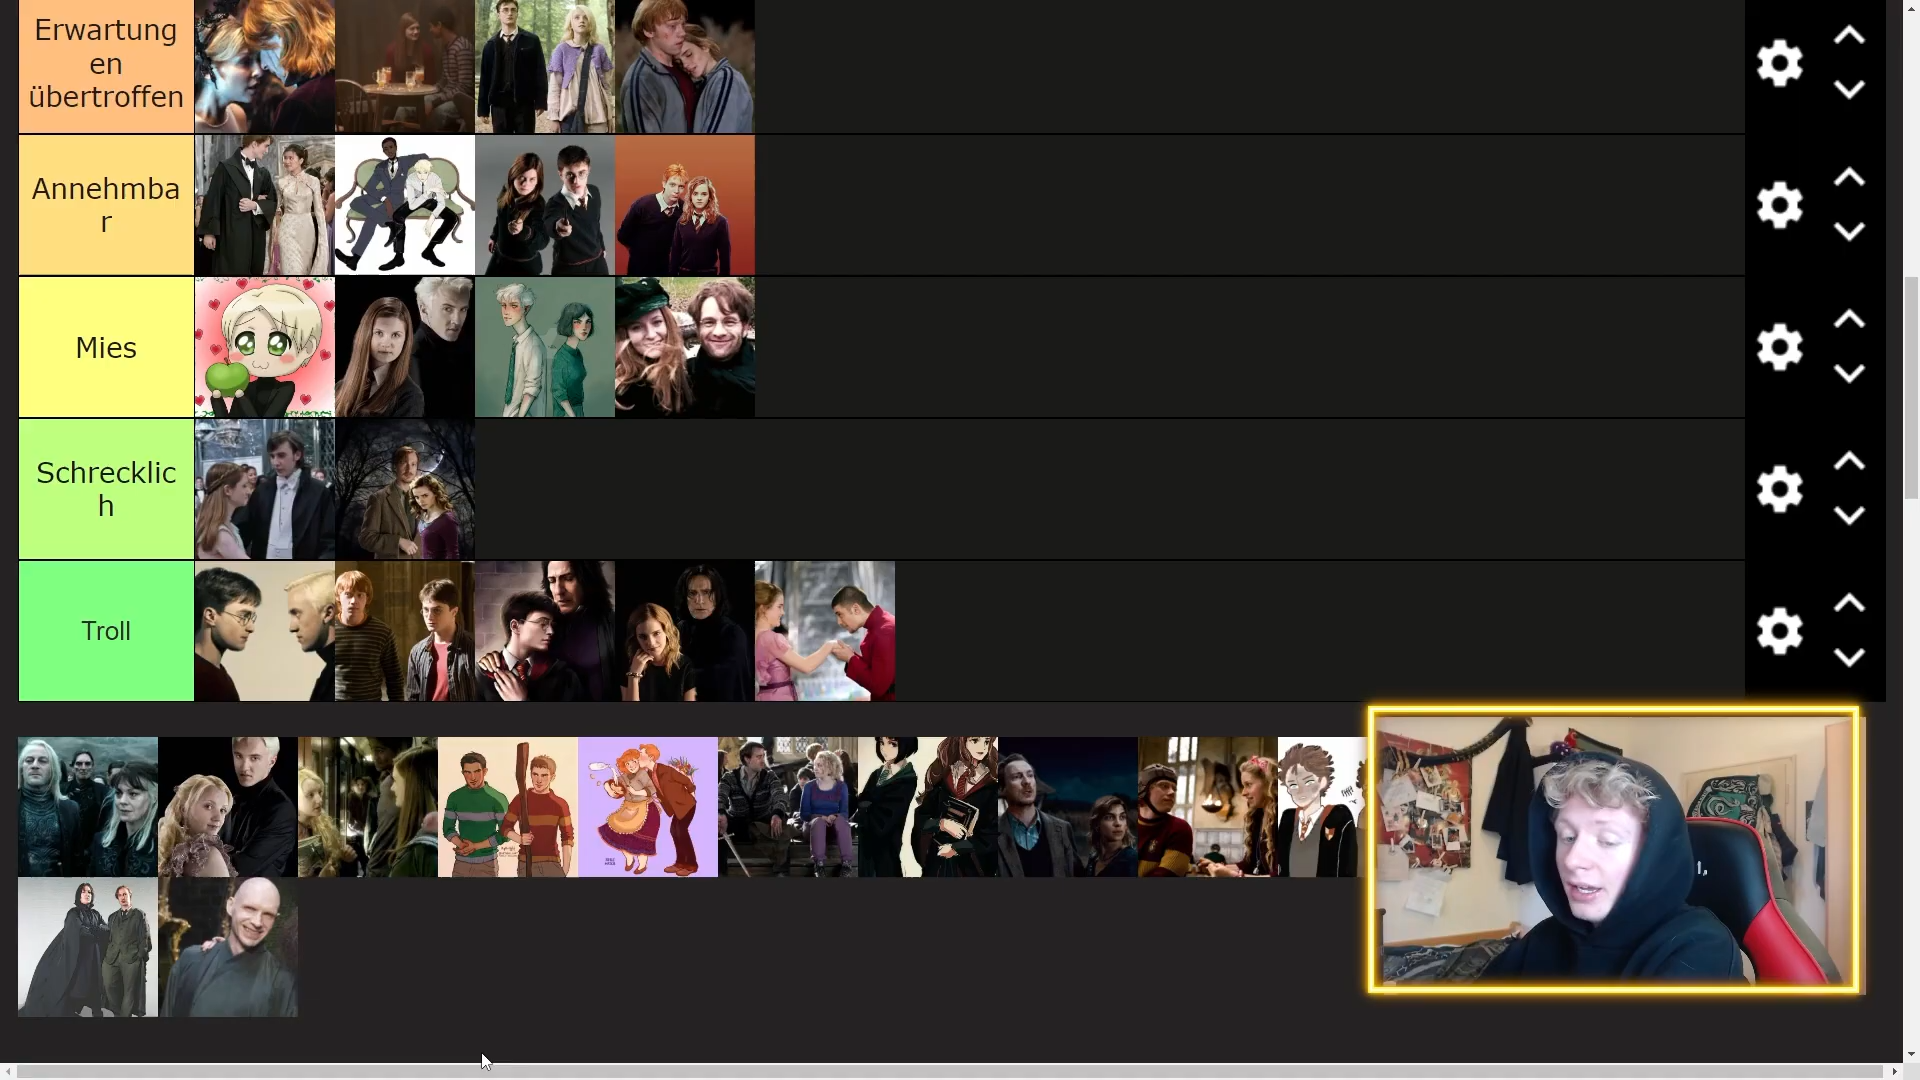 Erwartung
en
übertroffen
Annehmba
r
Mies
Schrecklic
h
Troll